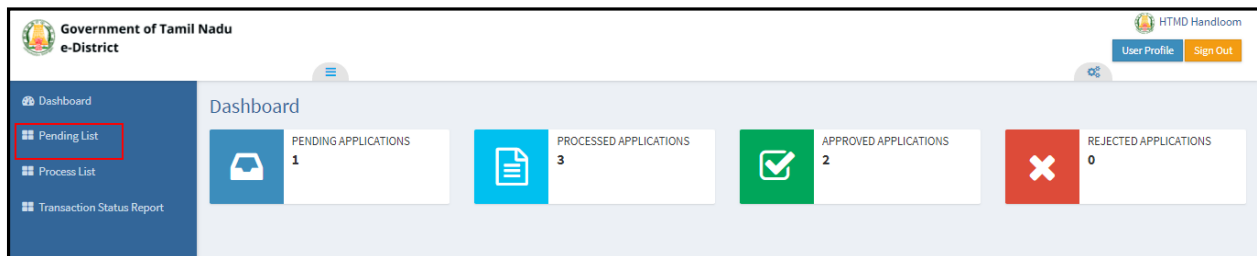 Government of Tamil Nadu
e-District
HTMD Handloom
User Profile
Sign Out
Dashboard
Pending List
Process List
Transaction Status Report
Dashboard
PENDING APPLICATIONS
1
PROCESSED APPLICATIONS
3
APPROVED APPLICATIONS
2
REJECTED APPLICATIONS
0